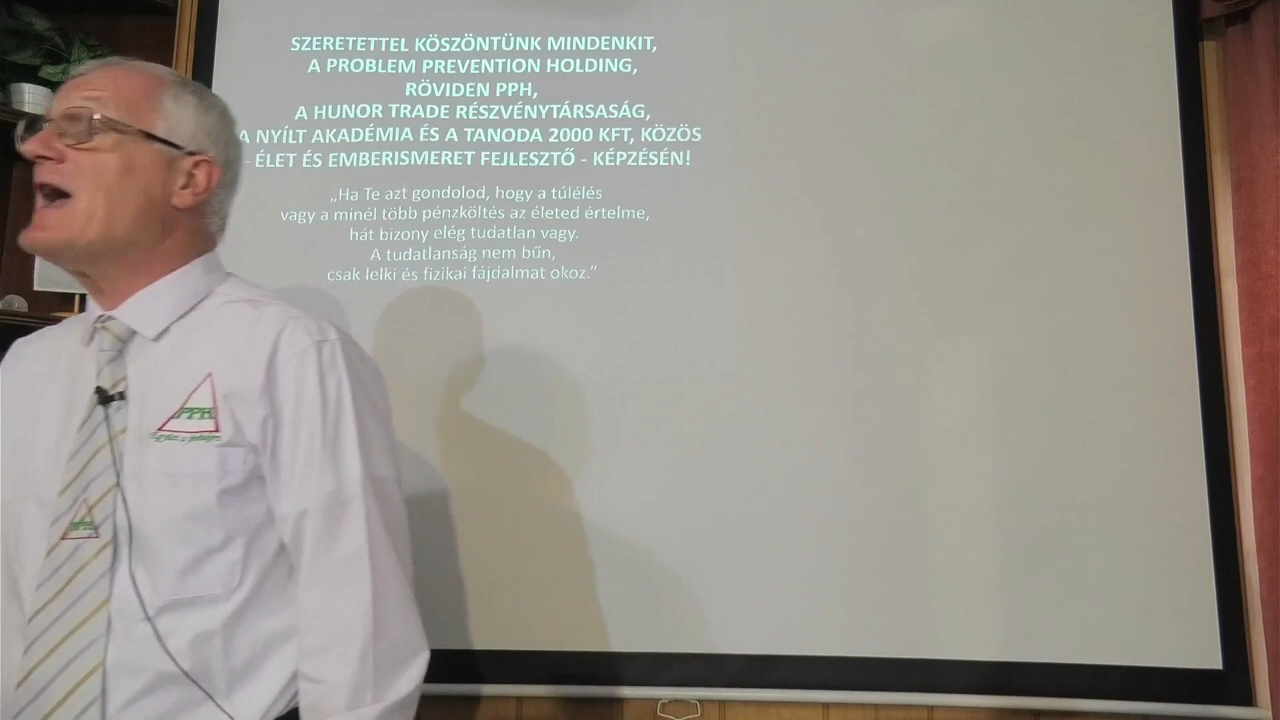 SZERETETTEL KÖSZÖNTÜNK MINDENKIT,
A PROBLEM PREVENTION HOLDING,
RÖVIDEN PPH,
A HUNOR TRADE RÉSZVÉNYTÁRSASÁG,
A NYÍLT AKADÉMIA ÉS A TANODA 2000 KFT, KÖZÖS
- ÉLET ÉS EMBERISMERET FEJLESZTŐ - KÉPZÉSÉN!
„Ha Te azt gondolod, hogy a túlélés
vagy a minél több pénzköltés az életed értelme,
hát bizony elég tudatlan vagy.
A tudatlanság nem bűn,
csak lelki és fizikai fájdalmat okoz.”
PPH